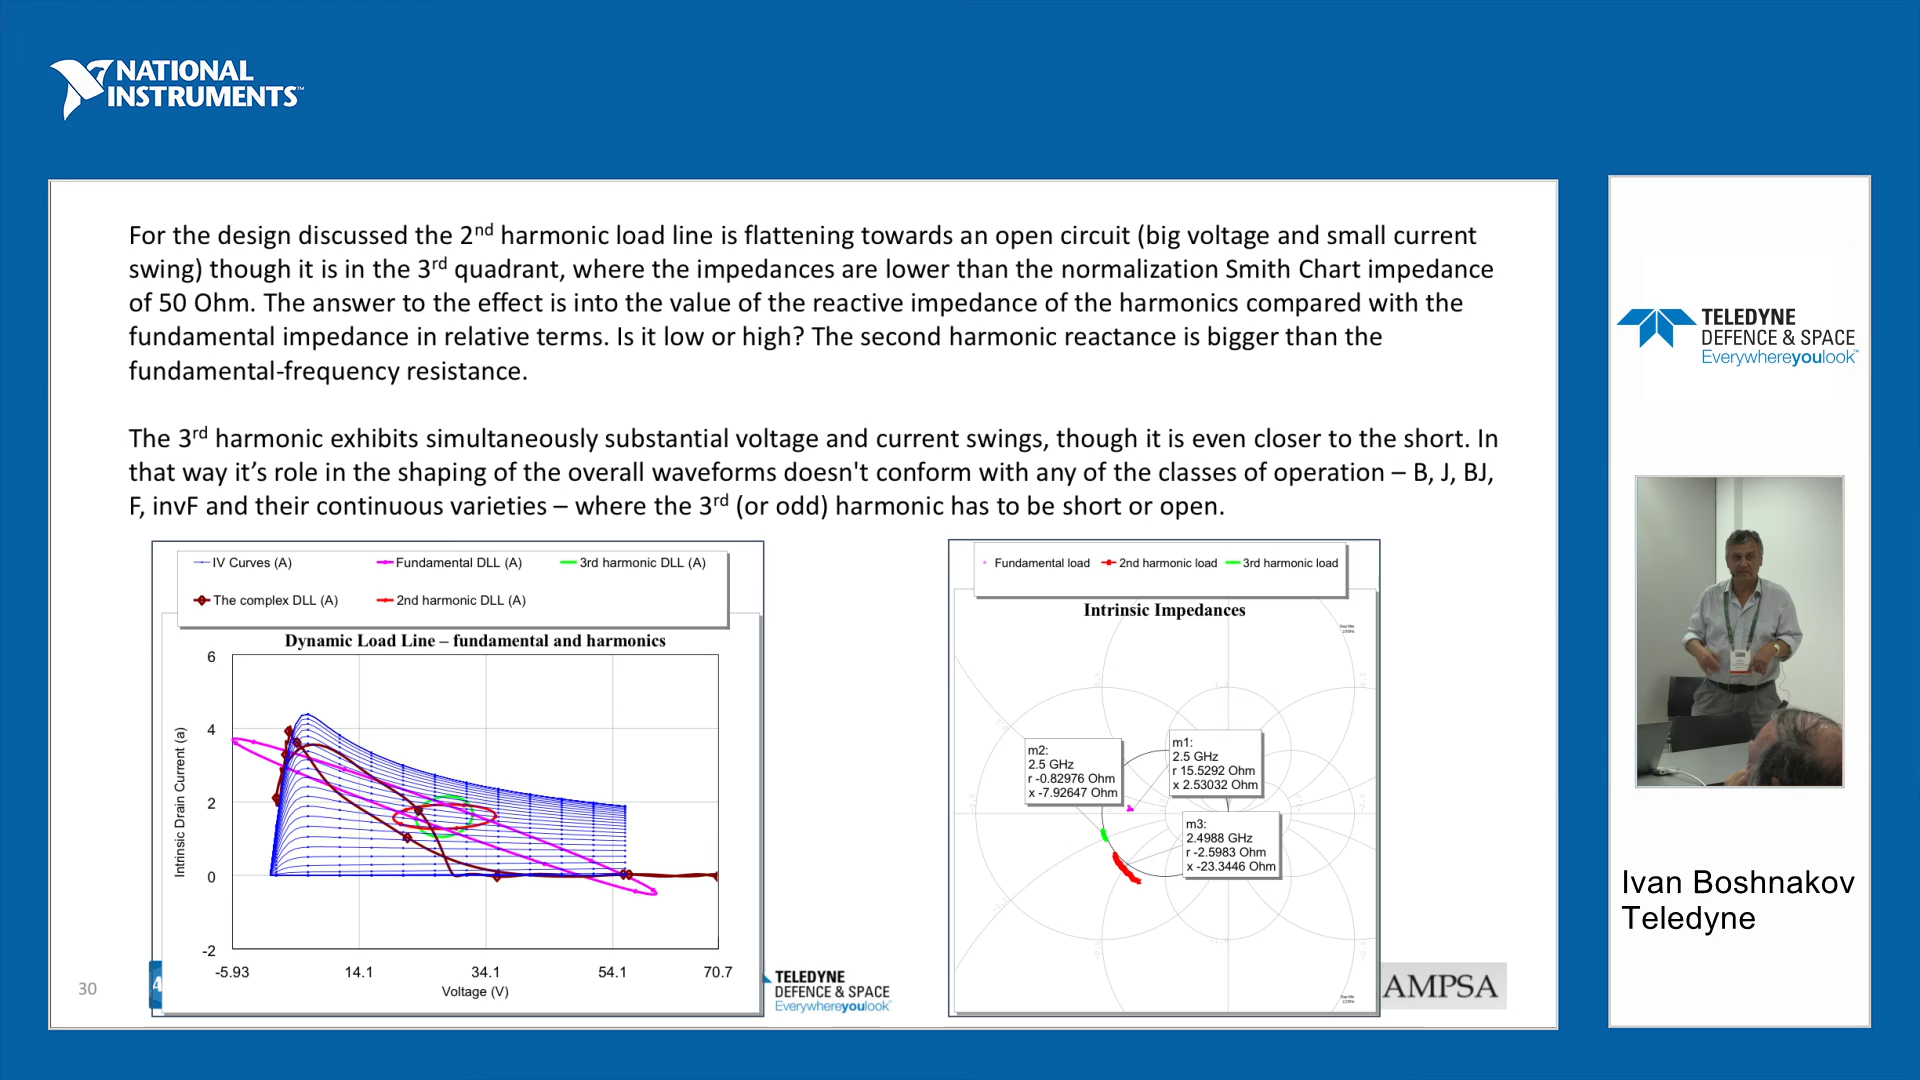 NATIONAL
INSTRUMENTS™
For the design discussed the 2nd harmonic load line is flattening towards an open circuit (big voltage and small current
swing) though it is in the 3rd quadrant, where the impedances are lower than the normalization Smith Chart impedance
of 50 Ohm. The answer to the effect is into the value of the reactive impedance of the harmonics compared with the
fundamental impedance in relative terms. Is it low or high? The second harmonic reactance is bigger than the
fundamental-frequency resistance.
The 3rd harmonic exhibits simultaneously substantial voltage and current swings, though it is even closer to the short. In
that way it’s role in the shaping of the overall waveforms doesn't conform with any of the classes of operation – B, J, BJ,
F, invF and their continuous varieties – where the 3rd (or odd) harmonic has to be short or open.
IV Curves (A)
Fundamental DLL (A)
3rd harmonic DLL (A)
The complex DLL (A)
2nd harmonic DLL (A)
Dynamic Load Line – fundamental and harmonics
6
4
2
0
-2
Intrinsic Drain Current (a)
-5.93
14.1
34.1
54.1
70.7
Voltage (V)
Fundamental load
2nd harmonic load
3rd harmonic load
Intrinsic Impedances
m2:
2.5 GHz
r -0.82976 Ohm
x -7.92647 Ohm
m1:
2.5 GHz
r 15.5292 Ohm
x 2.53032 Ohm
m3:
2.4988 GHz
r -2.5983 Ohm
x -23.3446 Ohm
30
4
TELEDYNE
DEFENCE & SPACE
Everywhereyoulook
AMPSA
TELEDYNE
DEFENCE & SPACE
Everywhereyoulook™
Ivan Boshnakov
Teledyne